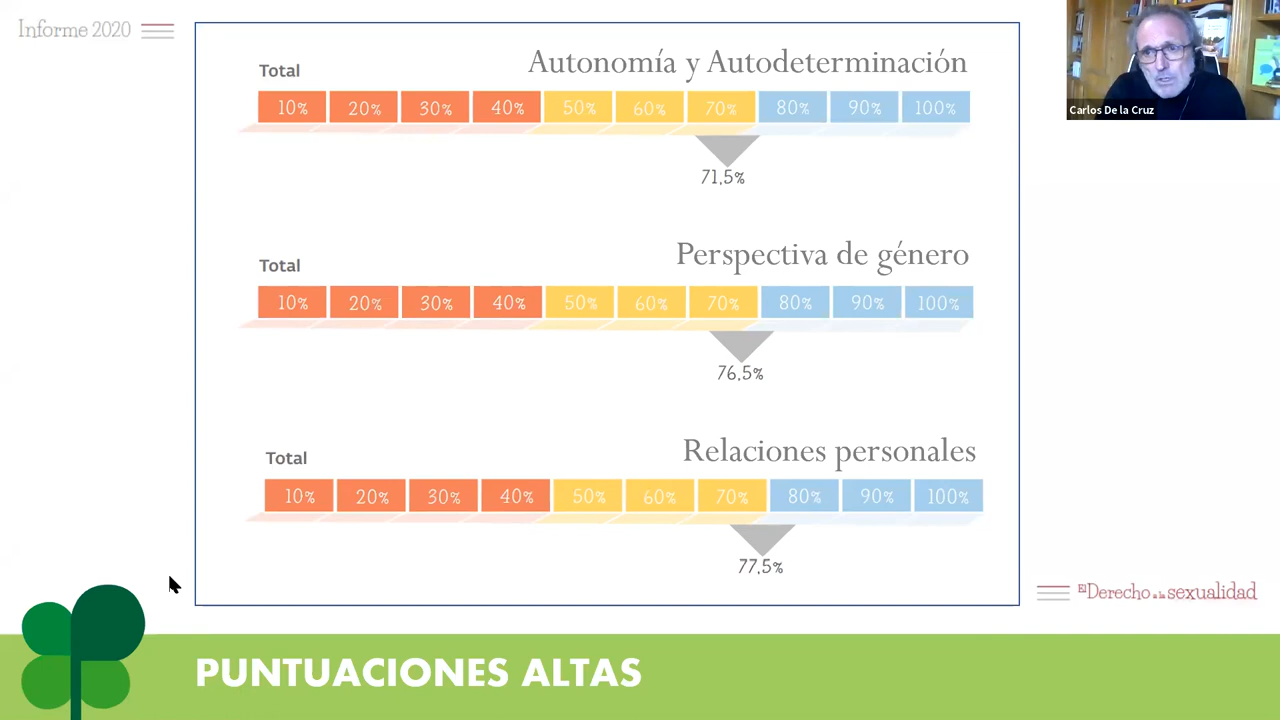 Informe 2020
Carlos De la Cruz
Autonomía y Autodeterminación
Total
10% 20% 30% 40% 50% 60% 70% 80% 90% 100%
71,5%
Perspectiva de género
Total
10% 20% 30% 40% 50% 60% 70% 80% 90% 100%
76,5%
Relaciones personales
Total
10% 20% 30% 40% 50% 60% 70% 80% 90% 100%
77,5%
El Derecho a la sexualidad
PUNTUACIONES ALTAS